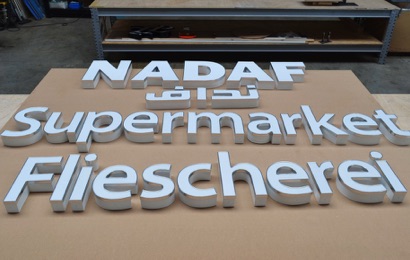 NADAF
نداف
Supermarket
Fliescherei